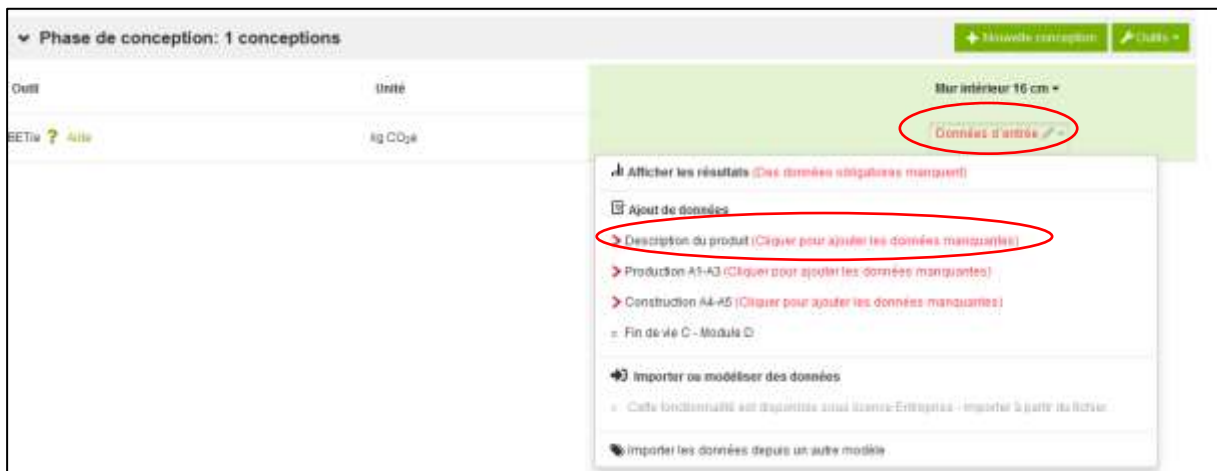 Phase de conception: 1 conceptions
Nouvelle conception Outils
Outil Unité Mur intérieur 16 cm
BETie ? Aide kg CO₂e Données d'entrée
Afficher les résultats (Des données obligatoires manquent)
Ajout de données
Description du produit (Cliquer pour ajouter les données manquantes)
Production A1-A3 (Cliquer pour ajouter les données manquantes)
Construction A4-A5 (Cliquer pour ajouter les données manquantes)
Fin de vie C - Module D
Importer ou modéliser des données
Cette fonctionnalité est disponible sous licence Entreprise - importer à partir du fichier
Importer les données depuis un autre modèle